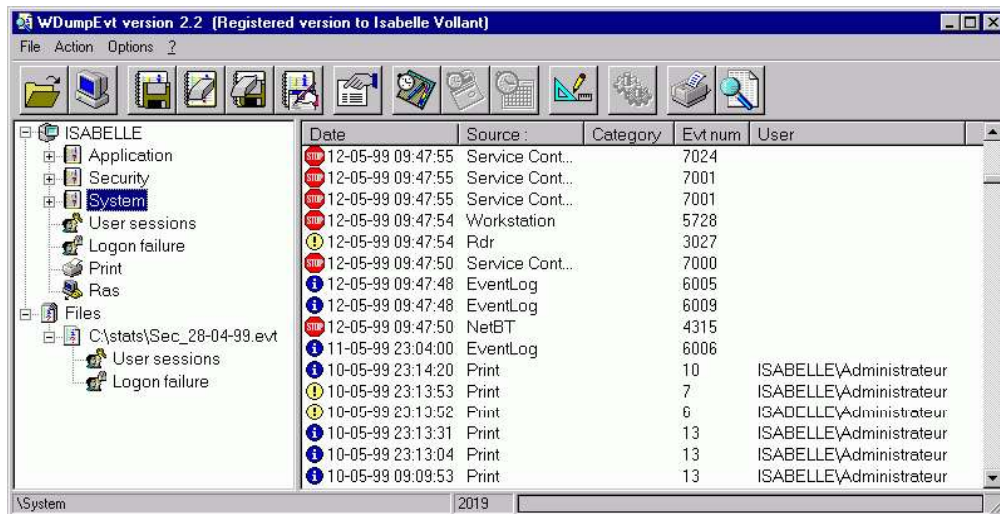 WDumpEvt version 2.2 (Registered version to Isabelle Vollant)
File Action Options ?
ISABELLE
Application
Security
System
User sessions
Logon failure
Print
Ras
Files
C:\stats\Sec_28-04-99.evt
User sessions
Logon failure
Date Source : Category Evt num User
STOP 12-05-99 09:47:55 Service Cont... 7024
STOP 12-05-99 09:47:55 Service Cont... 7001
STOP 12-05-99 09:47:55 Service Cont... 7001
STOP 12-05-99 09:47:54 Workstation 5728
! 12-05-99 09:47:54 Rdr 3027
STOP 12-05-99 09:47:50 Service Cont... 7000
i 12-05-99 09:47:48 EventLog 6005
i 12-05-99 09:47:48 EventLog 6009
STOP 12-05-99 09:47:50 NetBT 4315
i 11-05-99 23:04:00 EventLog 6006
i 10-05-99 23:14:20 Print 10 ISABELLE\Administrateur
! 10-05-99 23:13:53 Print 7 ISABELLE\Administrateur
! 10-05-99 23:13:52 Print 6 ISABELLE\Administrateur
i 10-05-99 23:13:31 Print 13 ISABELLE\Administrateur
i 10-05-99 23:13:04 Print 13 ISABELLE\Administrateur
i 10-05-99 09:09:53 Print 13 ISABELLE\Administrateur
\System 2019